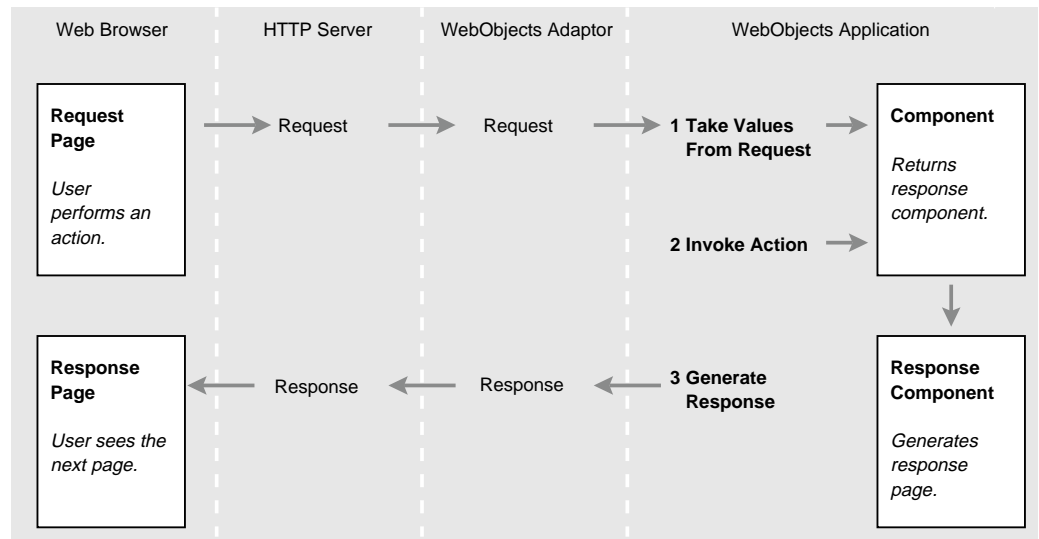 Web Browser
HTTP Server
WebObjects Adaptor
WebObjects Application
Request
Page
User
performs an
action.
Request
Request
1 Take Values
From Request
Component
Returns
response
component.
2 Invoke Action
Response
Page
User sees the
next page.
Response
Response
3 Generate
Response
Response
Component
Generates
response
page.